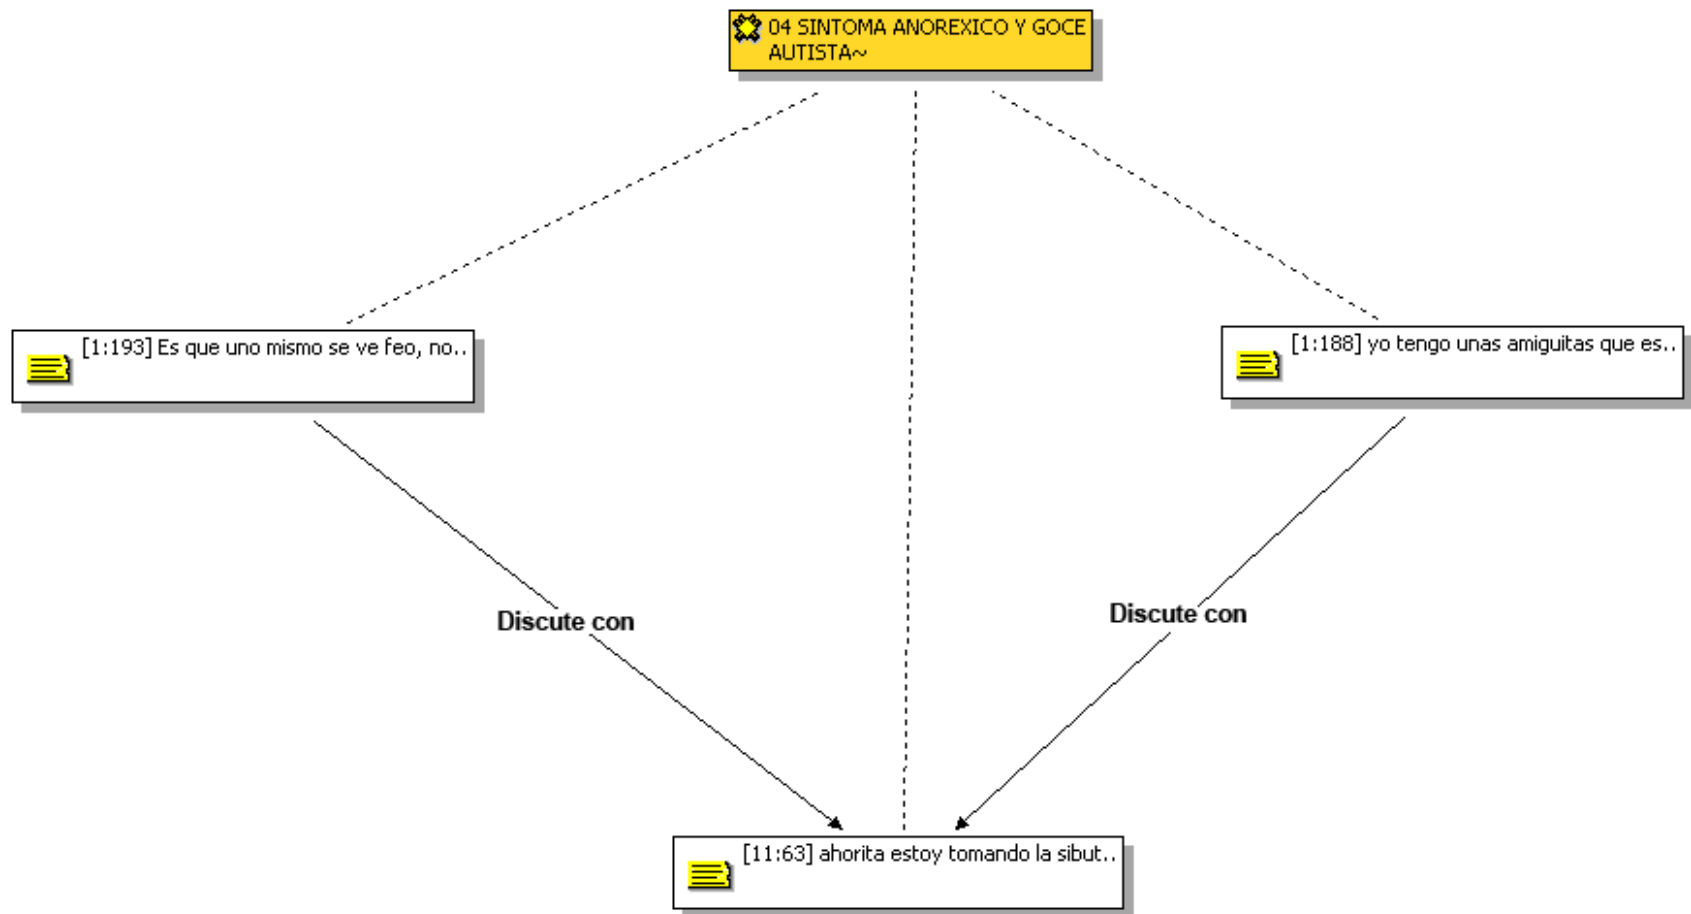 04 SINTOMA ANOREXICO Y GOCE
AUTISTA~
[1:193] Es que uno mismo se ve feo, no..
[1:188] yo tengo unas amiguitas que es..
Discute con
Discute con
[11:63] ahorita estoy tomando la sibut..